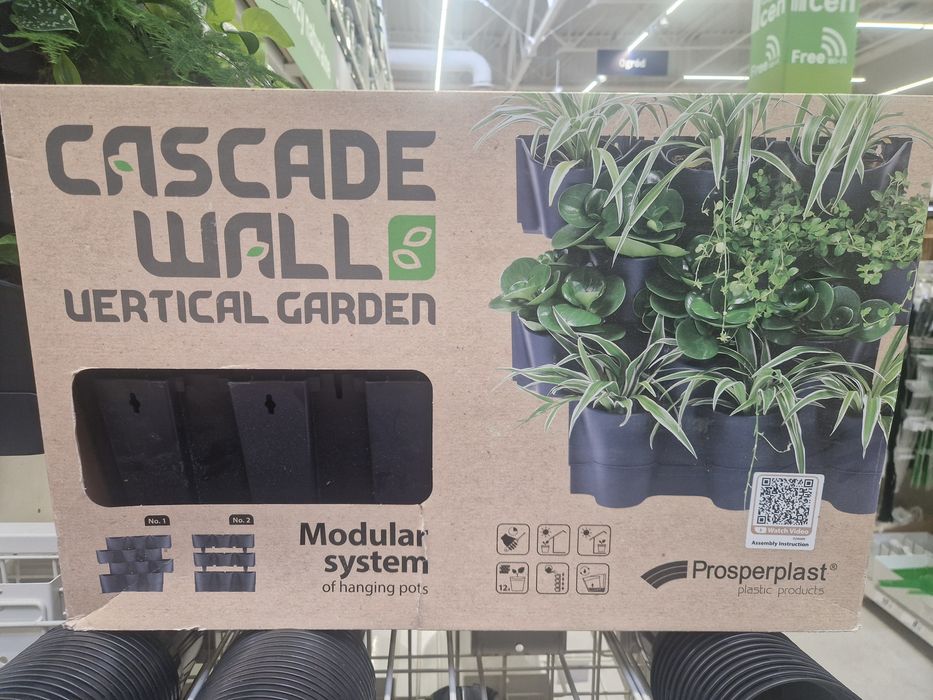 Ogród
Free
CASCADE
WALL
VERTICAL GARDEN
No. 1
No. 2
Modular
system
of hanging pots
12x
Watch Video
Assembly Instruction
Prosperplast®
plastic products